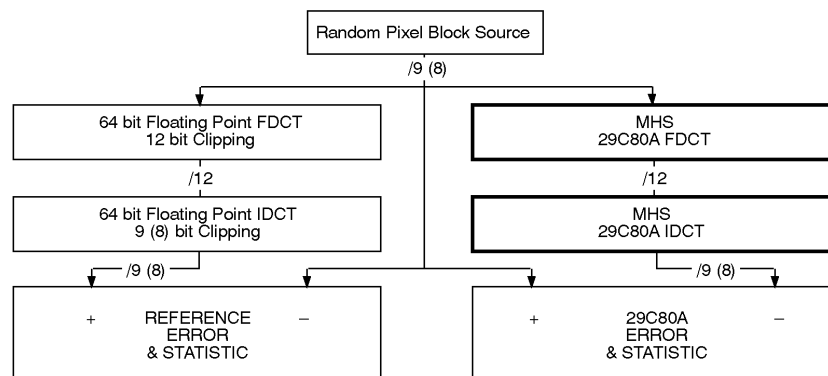 Random Pixel Block Source
/9 (8)
64 bit Floating Point FDCT
12 bit Clipping
MHS
29C80A FDCT
/12
/12
64 bit Floating Point IDCT
9 (8) bit Clipping
MHS
29C80A IDCT
/9 (8)
/9 (8)
+ REFERENCE −
ERROR
& STATISTIC
+ 29C80A −
ERROR
& STATISTIC